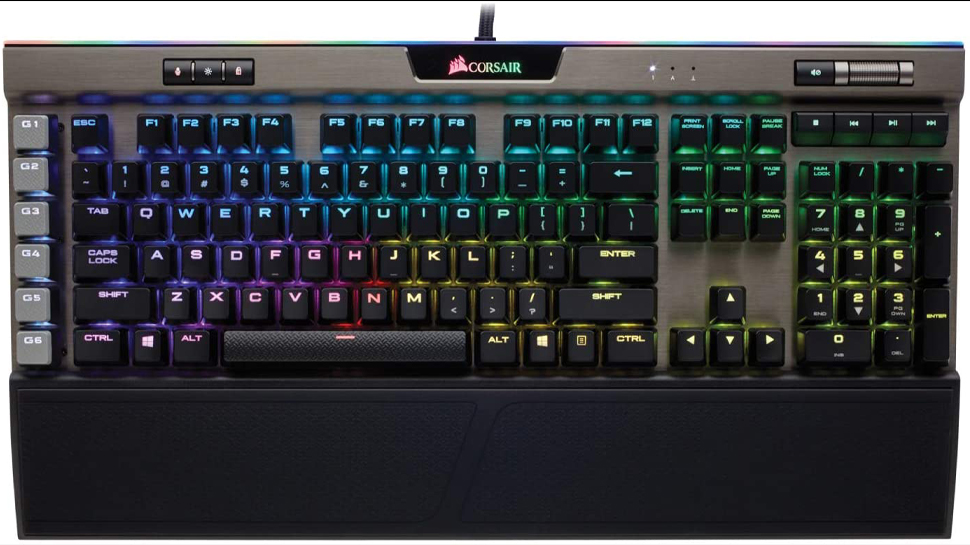 CORSAIR
1 A
G1 ESC F1 F2 F3 F4 F5 F6 F7 F8 F9 F10 F11 F12 PRINT SCREEN SCROLL LOCK PAUSE BREAK
G2 ` ~ 1 ! 2 @ 3 # 4 $ 5 % 6 ^ 7 & 8 * 9 ( 0 ) - _ = + INSERT HOME PAGE UP NUM LOCK / * -
G3 TAB Q W E R T Y U I O P [ { ] } \ | DELETE END PAGE DOWN 7 HOME 8 9 PG UP +
G4 CAPS LOCK A S D F G H J K L ; : ' " ENTER 4 5 6
G5 SHIFT Z X C V B N M , < . > / ? SHIFT 1 END 2 3 PG DWN ENTER
G6 CTRL ALT ALT CTRL 0 INS . DEL